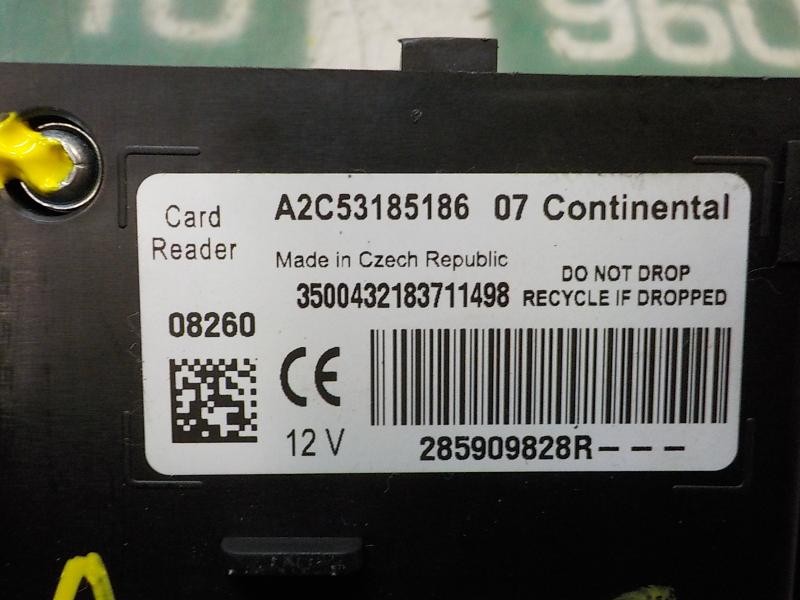 960
Card Reader
A2C53185186 07 Continental
Made in Czech Republic
3500432183711498
DO NOT DROP
RECYCLE IF DROPPED
08260
CE
12 V
285909828R---